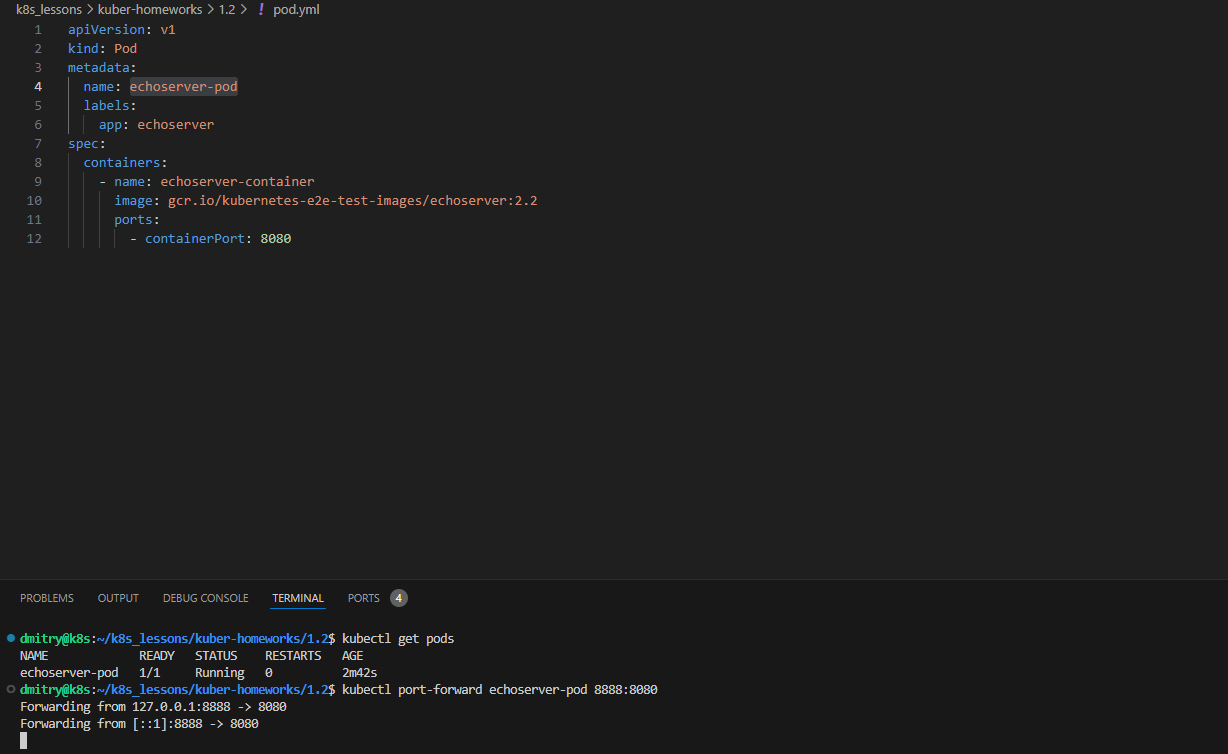 k8s_lessons > kuber-homeworks > 1.2 > ! pod.yml
1 apiVersion: v1
2 kind: Pod
3 metadata:
4   name: echoserver-pod
5   labels:
6     app: echoserver
7 spec:
8   containers:
9     - name: echoserver-container
10       image: gcr.io/kubernetes-e2e-test-images/echoserver:2.2
11       ports:
12         - containerPort: 8080
PROBLEMS OUTPUT DEBUG CONSOLE TERMINAL PORTS 4
dmitry@k8s:~/k8s_lessons/kuber-homeworks/1.2$ kubectl get pods
NAME READY STATUS RESTARTS AGE
echoserver-pod 1/1 Running 0 2m42s
dmitry@k8s:~/k8s_lessons/kuber-homeworks/1.2$ kubectl port-forward echoserver-pod 8888:8080
Forwarding from 127.0.0.1:8888 -> 8080
Forwarding from [::1]:8888 -> 8080